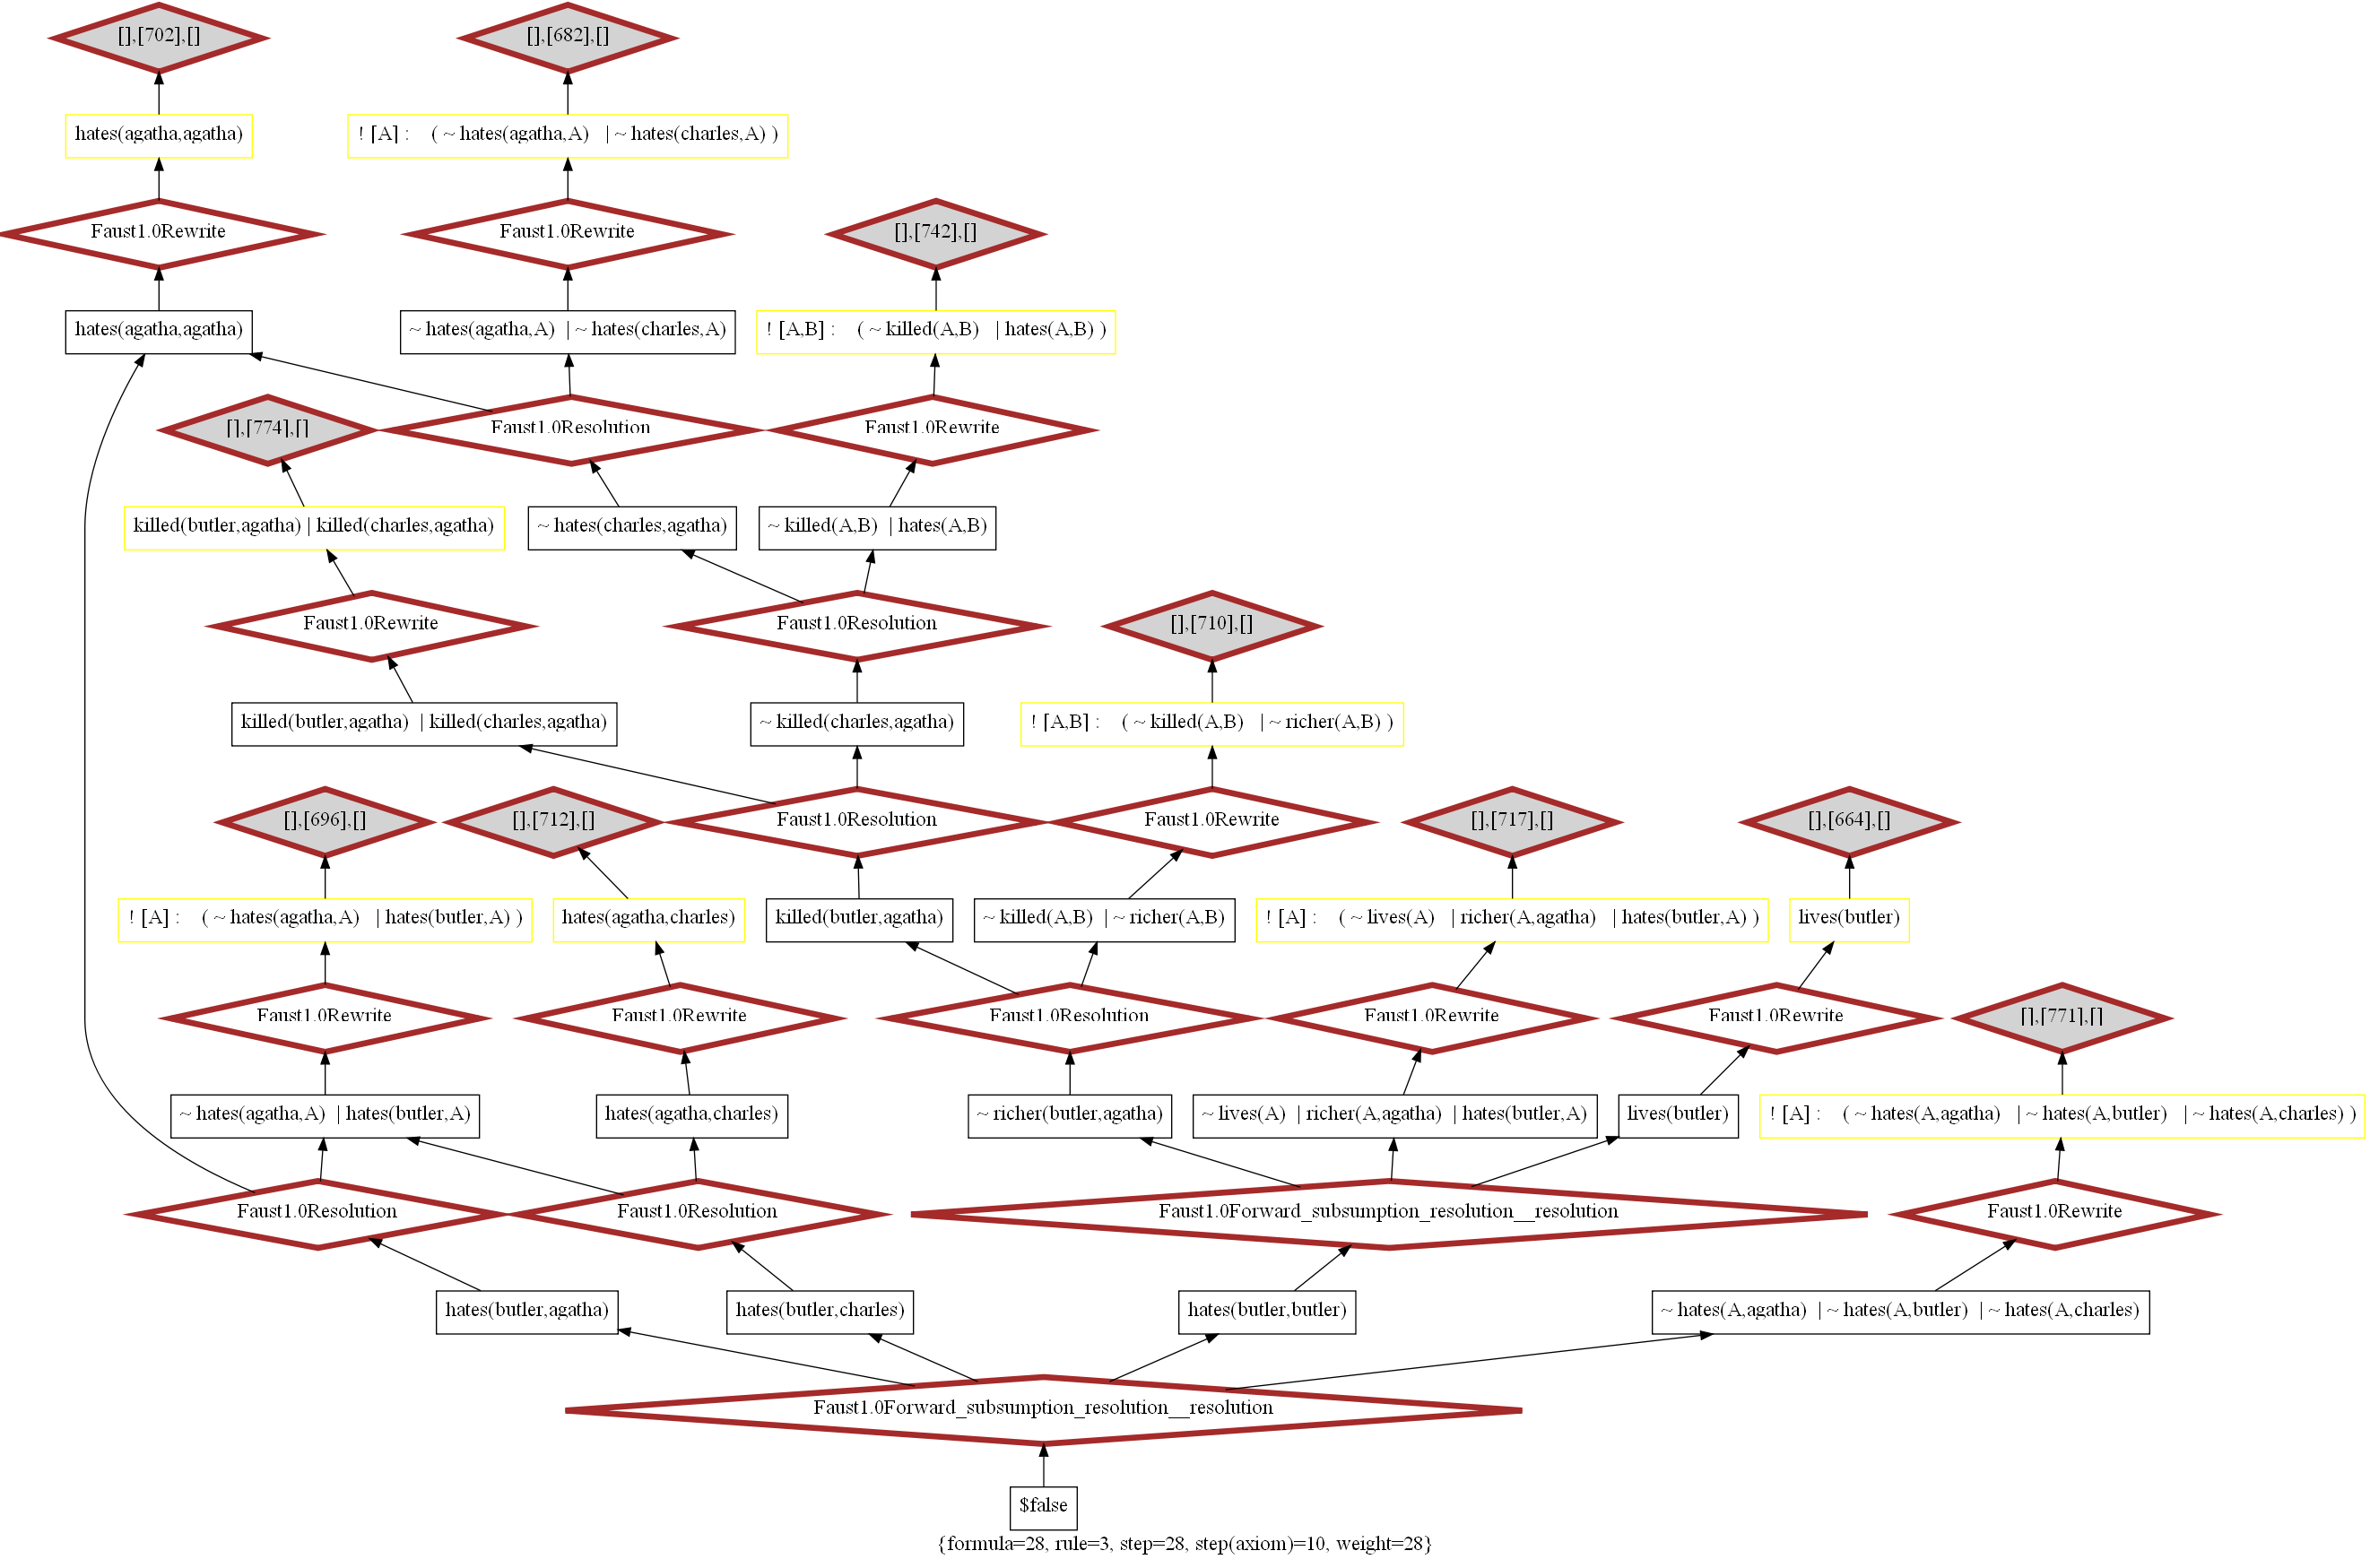 [],[702],[]
[],[682],[]
hates(agatha,agatha)
! [A] : ( ~ hates(agatha,A) | ~ hates(charles,A) )
Faust1.0Rewrite
Faust1.0Rewrite
[],[742],[]
hates(agatha,agatha)
~ hates(agatha,A) | ~ hates(charles,A)
! [A,B] : ( ~ killed(A,B) | hates(A,B) )
[],[774],[]
Faust1.0Resolution
Faust1.0Rewrite
killed(butler,agatha) | killed(charles,agatha)
~ hates(charles,agatha)
~ killed(A,B) | hates(A,B)
Faust1.0Rewrite
Faust1.0Resolution
[],[710],[]
killed(butler,agatha) | killed(charles,agatha)
~ killed(charles,agatha)
! [A,B] : ( ~ killed(A,B) | ~ richer(A,B) )
[],[696],[]
[],[712],[]
Faust1.0Resolution
Faust1.0Rewrite
[],[717],[]
[],[664],[]
! [A] : ( ~ hates(agatha,A) | hates(butler,A) )
hates(agatha,charles)
killed(butler,agatha)
~ killed(A,B) | ~ richer(A,B)
! [A] : ( ~ lives(A) | richer(A,agatha) | hates(butler,A) )
lives(butler)
Faust1.0Rewrite
Faust1.0Rewrite
Faust1.0Resolution
Faust1.0Rewrite
Faust1.0Rewrite
[],[771],[]
~ hates(agatha,A) | hates(butler,A)
hates(agatha,charles)
~ richer(butler,agatha)
~ lives(A) | richer(A,agatha) | hates(butler,A)
lives(butler)
! [A] : ( ~ hates(A,agatha) | ~ hates(A,butler) | ~ hates(A,charles) )
Faust1.0Resolution
Faust1.0Resolution
Faust1.0Forward_subsumption_resolution__resolution
Faust1.0Rewrite
hates(butler,agatha)
hates(butler,charles)
hates(butler,butler)
~ hates(A,agatha) | ~ hates(A,butler) | ~ hates(A,charles)
Faust1.0Forward_subsumption_resolution__resolution
$false
{formula=28, rule=3, step=28, step(axiom)=10, weight=28}